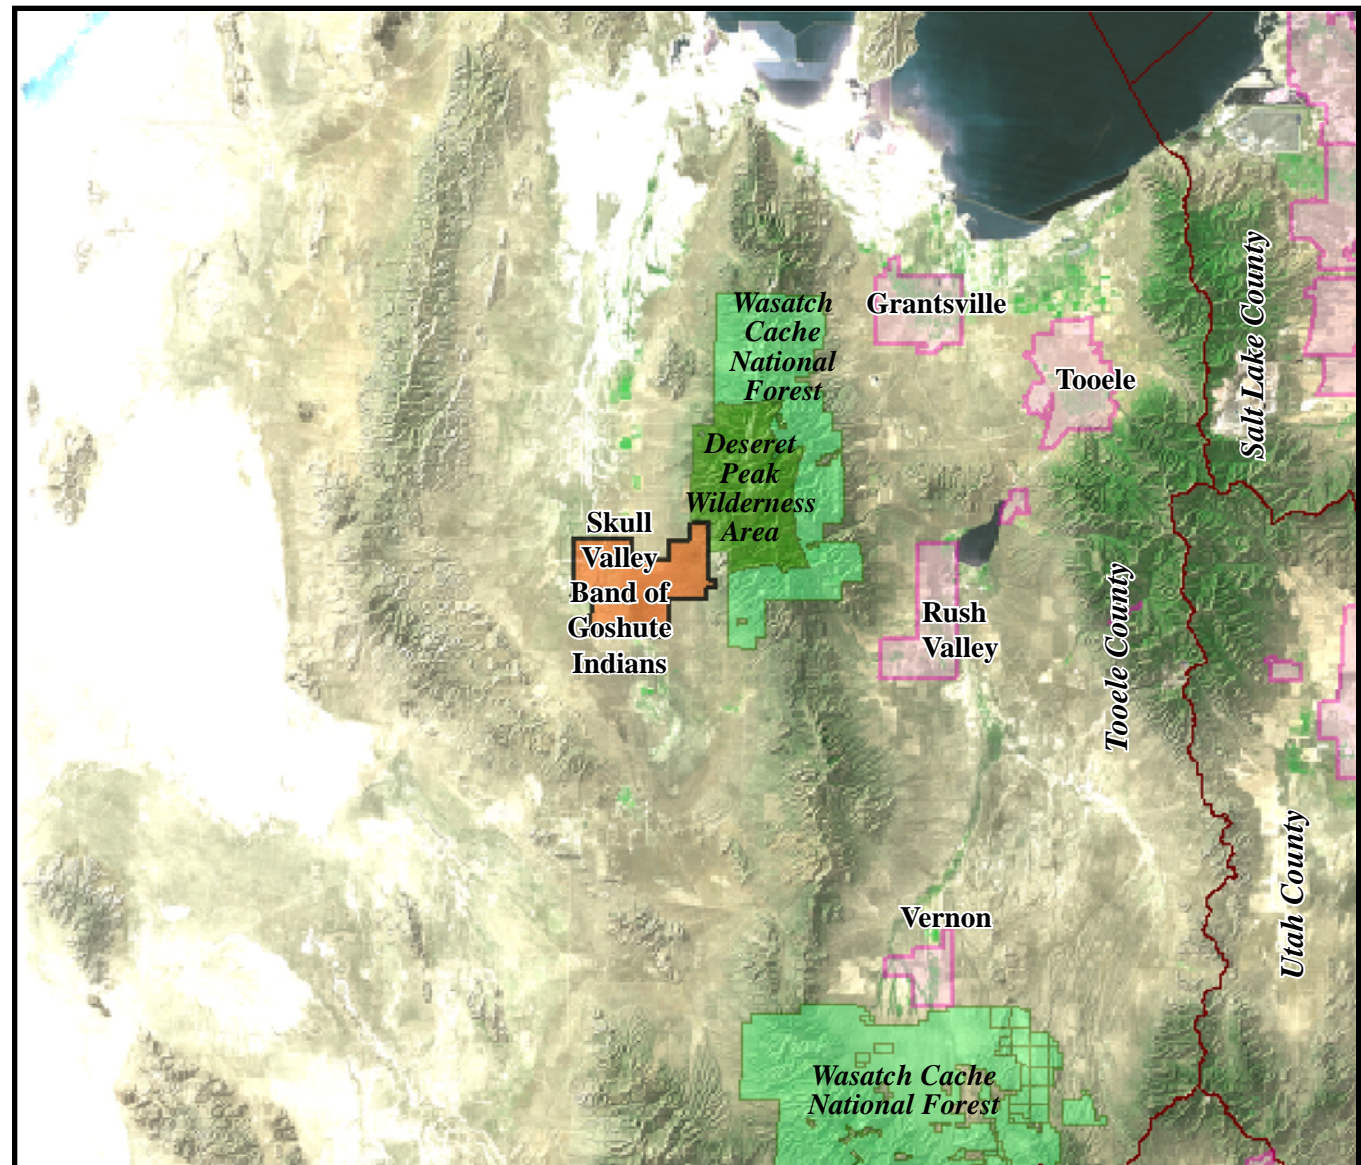 Wasatch
Cache
National
Forest
Grantsville
Tooele
Salt Lake County
Deseret
Peak
Wilderness
Area
Skull
Valley
Band of
Goshute
Indians
Rush
Valley
Tooele County
Vernon
Utah County
Wasatch Cache
National Forest